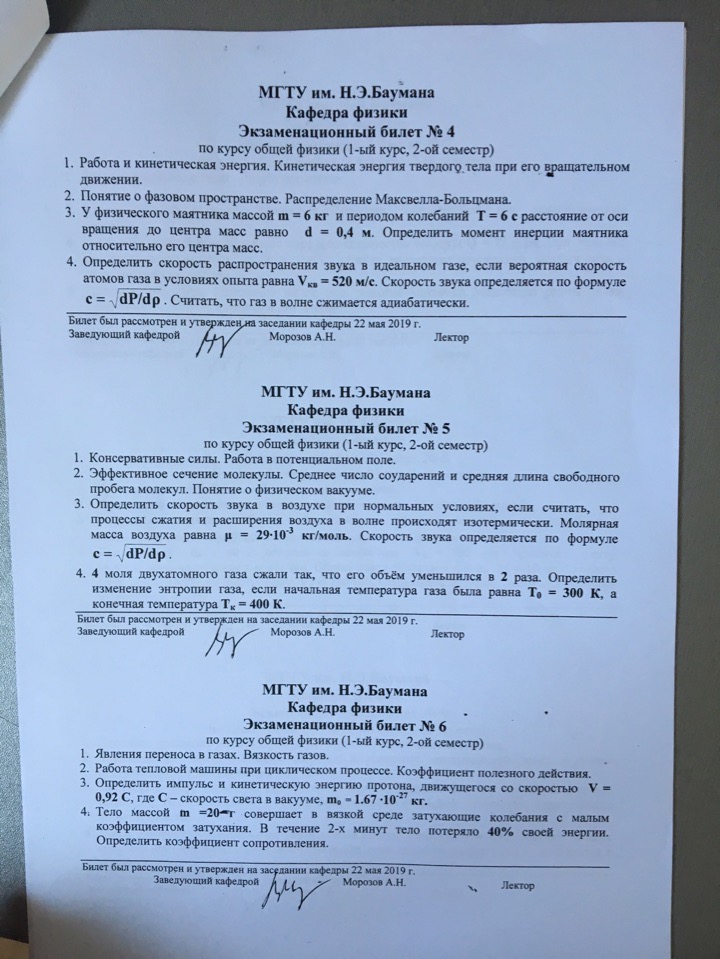 МГТУ им. Н.Э.Баумана
Кафедра физики
Экзаменационный билет № 4
по курсу общей физики (1-ый курс, 2-ой семестр)
1. Работа и кинетическая энергия. Кинетическая энергия твердого тела при его вращательном
движении.
2. Понятие о фазовом пространстве. Распределение Максвелла-Больцмана.
3. У физического маятника массой m = 6 кг и периодом колебаний T = 6 с расстояние от оси
вращения до центра масс равно d = 0,4 м. Определить момент инерции маятника
относительно его центра масс.
4. Определить скорость распространения звука в идеальном газе, если вероятная скорость
атомов газа в условиях опыта равна Vкв = 520 м/с. Скорость звука определяется по формуле
c = √dP/dρ . Считать, что газ в волне сжимается адиабатически.
Билет был рассмотрен и утвержден на заседании кафедры 22 мая 2019 г.
Заведующий кафедрой Морозов А.Н. Лектор
МГТУ им. Н.Э.Баумана
Кафедра физики
Экзаменационный билет № 5
по курсу общей физики (1-ый курс, 2-ой семестр)
1. Консервативные силы. Работа в потенциальном поле.
2. Эффективное сечение молекулы. Среднее число соударений и средняя длина свободного
пробега молекул. Понятие о физическом вакууме.
3. Определить скорость звука в воздухе при нормальных условиях, если считать, что
процессы сжатия и расширения воздуха в волне происходят изотермически. Молярная
масса воздуха равна μ = 29·10⁻³ кг/моль. Скорость звука определяется по формуле
c = √dP/dρ .
4. 4 моля двухатомного газа сжали так, что его объём уменьшился в 2 раза. Определить
изменение энтропии газа, если начальная температура газа была равна T₀ = 300 К, а
конечная температура Tк = 400 К.
Билет был рассмотрен и утвержден на заседании кафедры 22 мая 2019 г.
Заведующий кафедрой Морозов А.Н. Лектор
МГТУ им. Н.Э.Баумана
Кафедра физики
Экзаменационный билет № 6
по курсу общей физики (1-ый курс, 2-ой семестр)
1. Явления переноса в газах. Вязкость газов.
2. Работа тепловой машины при циклическом процессе. Коэффициент полезного действия.
3. Определить импульс и кинетическую энергию протона, движущегося со скоростью V =
0,92 C, где C – скорость света в вакууме, m₀ = 1.67 ·10⁻²⁷ кг.
4. Тело массой m =20 г совершает в вязкой среде затухающие колебания с малым
коэффициентом затухания. В течение 2-х минут тело потеряло 40% своей энергии.
Определить коэффициент сопротивления.
Билет был рассмотрен и утвержден на заседании кафедры 22 мая 2019 г.
Заведующий кафедрой Морозов А.Н. Лектор